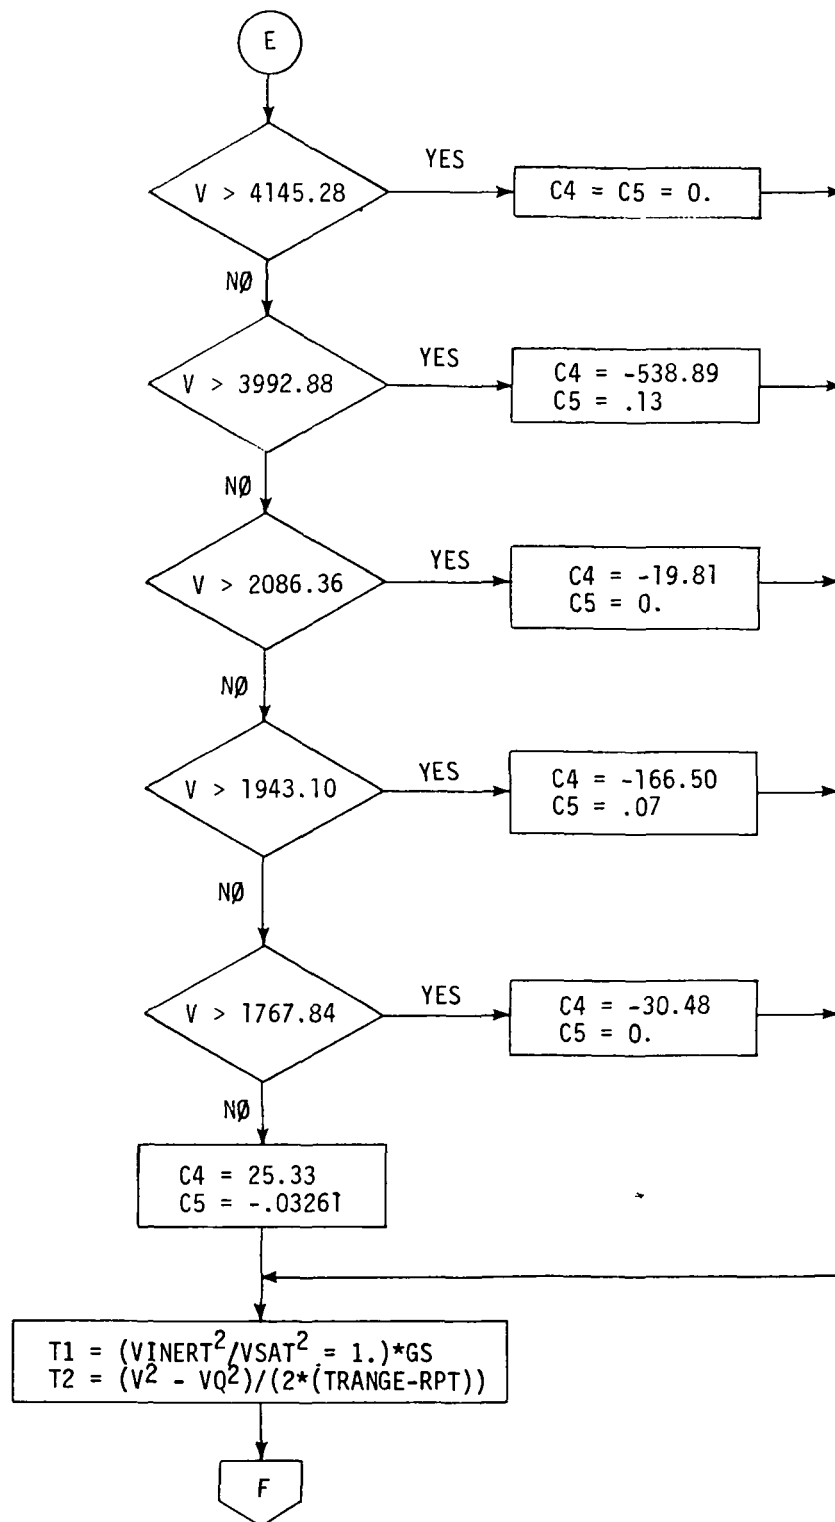 E
V > 4145.28
YES
C4 = C5 = 0.
NØ
V > 3992.88
YES
C4 = -538.89
C5 = .13
NØ
V > 2086.36
YES
C4 = -19.81
C5 = 0.
NØ
V > 1943.10
YES
C4 = -166.50
C5 = .07
NØ
V > 1767.84
YES
C4 = -30.48
C5 = 0.
NØ
C4 = 25.33
C5 = -.03261
T1 = (VINERT²/VSAT² = 1.)*GS
T2 = (V² - VQ²)/(2*(TRANGE-RPT))
F